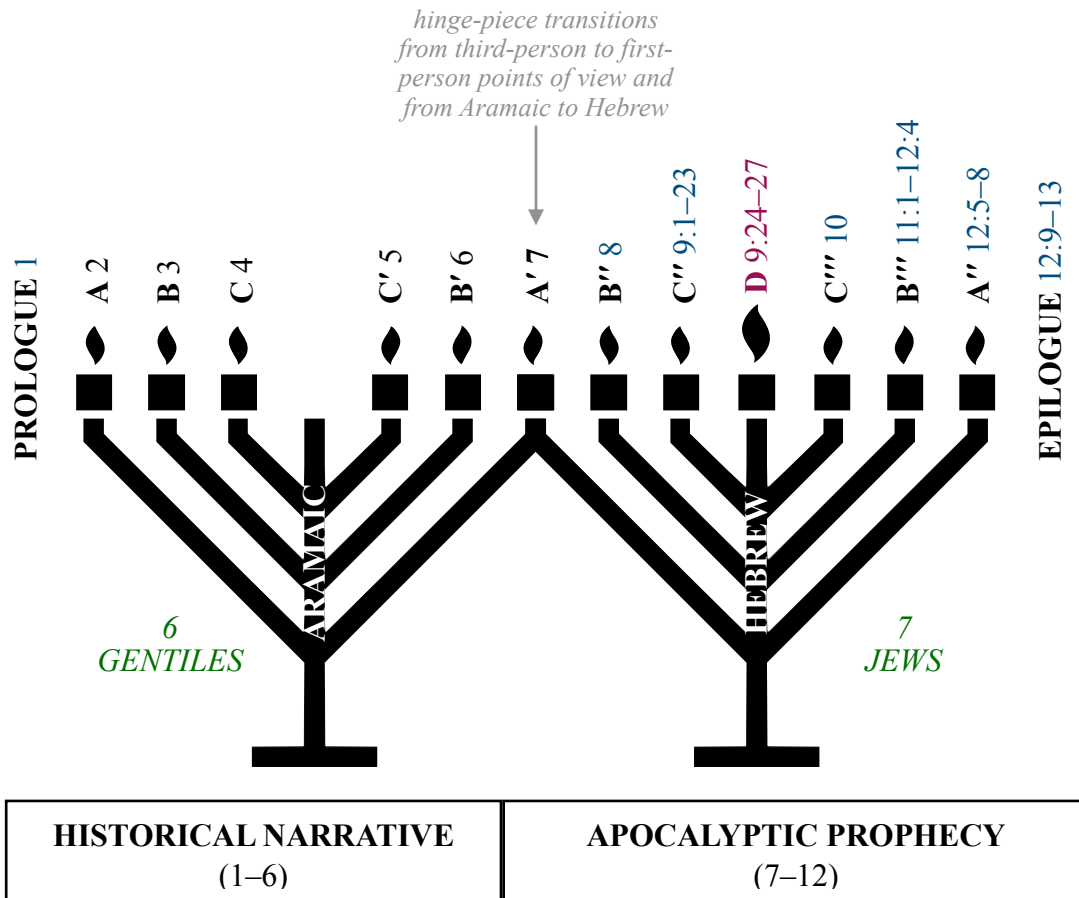 hinge-piece transitions
from third-person to first-
person points of view and
from Aramaic to Hebrew
PROLOGUE 1
A 2
B 3
C 4
C′ 5
B′ 6
A′ 7
B′′ 8
C′′ 9:1–23
D 9:24–27
C′′′ 10
B′′′ 11:1–12:4
A′′ 12:5–8
EPILOGUE 12:9–13
ARAMAIC
HEBREW
6
GENTILES
7
JEWS
HISTORICAL NARRATIVE
(1–6)
APOCALYPTIC PROPHECY
(7–12)